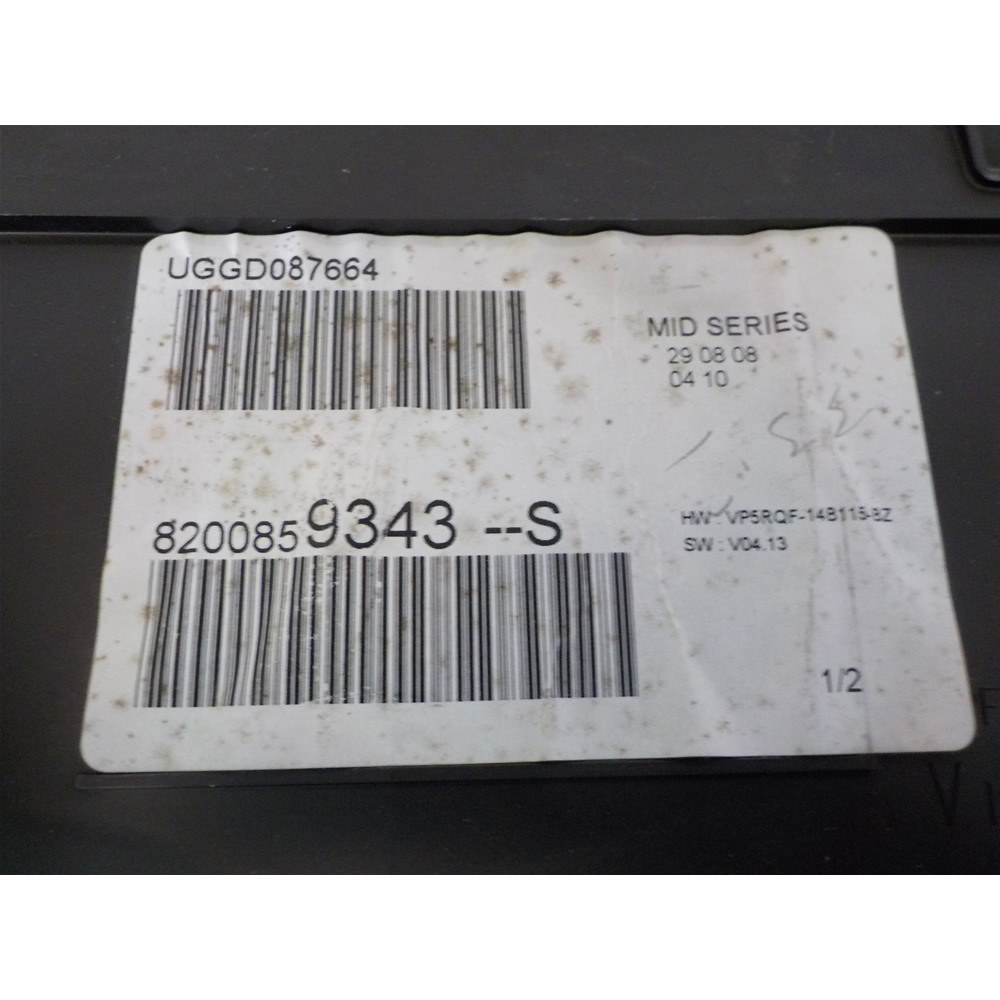 UGGD087664
MID SERIES
29 08 08
04 10
8200859343 --S
HW : VP5RQF-14B115-BZ
SW : V04.13
1/2